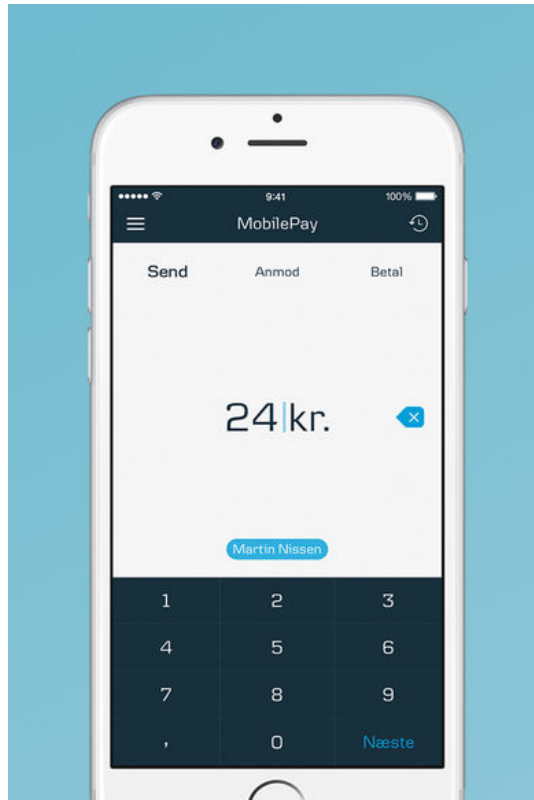 9:41 100%
MobilePay
Send Anmod Betal
24 kr.
Martin Nissen
1 2 3
4 5 6
7 8 9
, 0 Næste